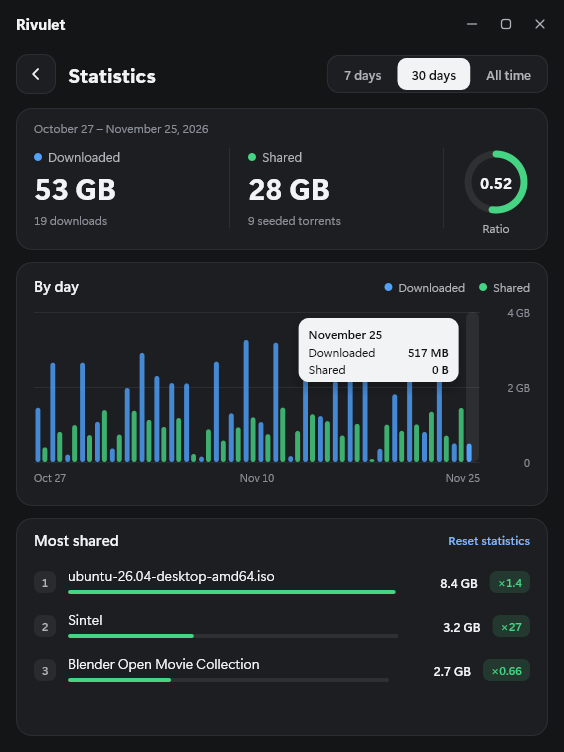 Rivulet
Statistics
7 days 30 days All time
October 27 – November 25, 2026
Downloaded
53 GB
19 downloads
Shared
28 GB
9 seeded torrents
0.52
Ratio
By day
Downloaded Shared
4 GB
2 GB
0
November 25
Downloaded 517 MB
Shared 0 B
Oct 27 Nov 10 Nov 25
Most shared
Reset statistics
1 ubuntu-26.04-desktop-amd64.iso 8.4 GB ×1.4
2 Sintel 3.2 GB ×27
3 Blender Open Movie Collection 2.7 GB ×0.66